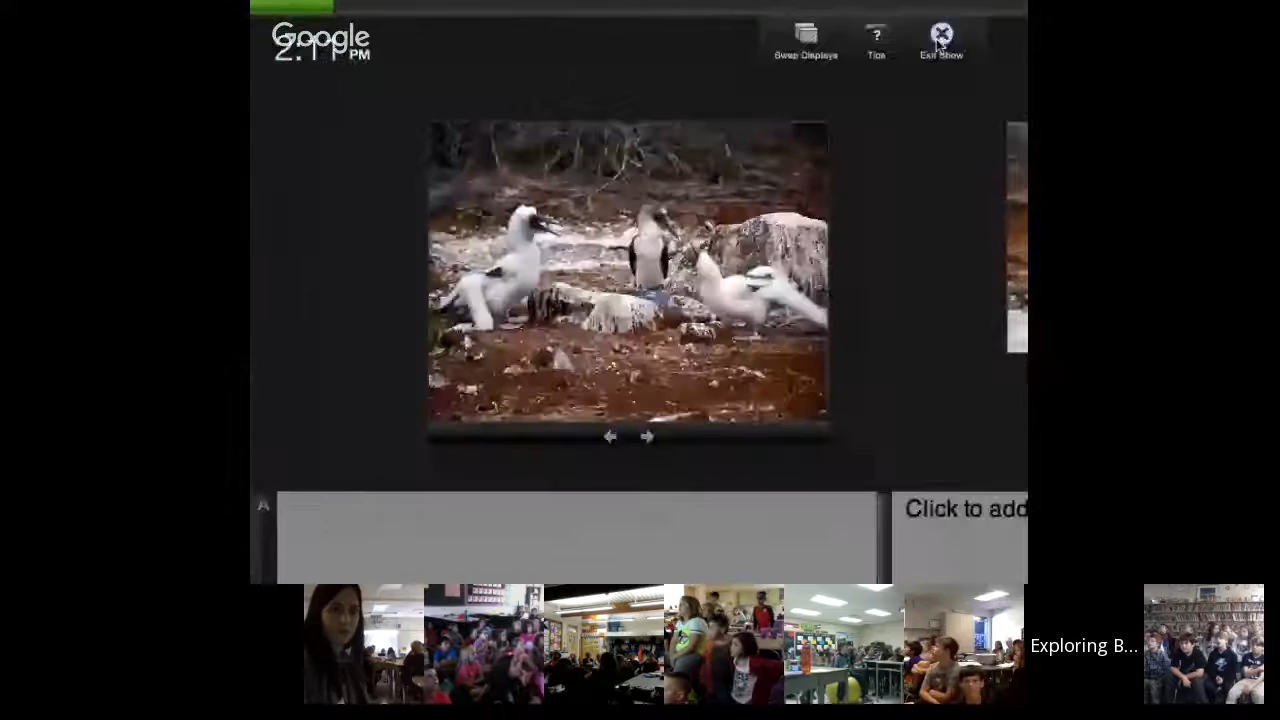 Google
2:11 PM
Swap Displays
Tips
Exit Show
A
Click to add
Exploring B...